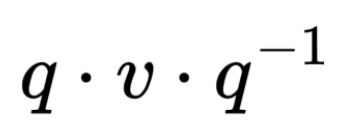 q · v · q⁻¹